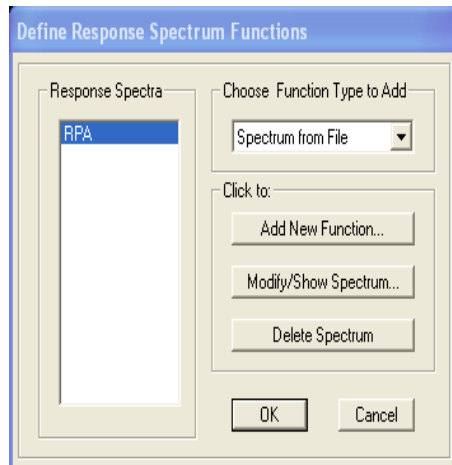 Define Response Spectrum Functions
Response Spectra
RPA
Choose Function Type to Add
Spectrum from File
Click to:
Add New Function...
Modify/Show Spectrum...
Delete Spectrum
OK
Cancel